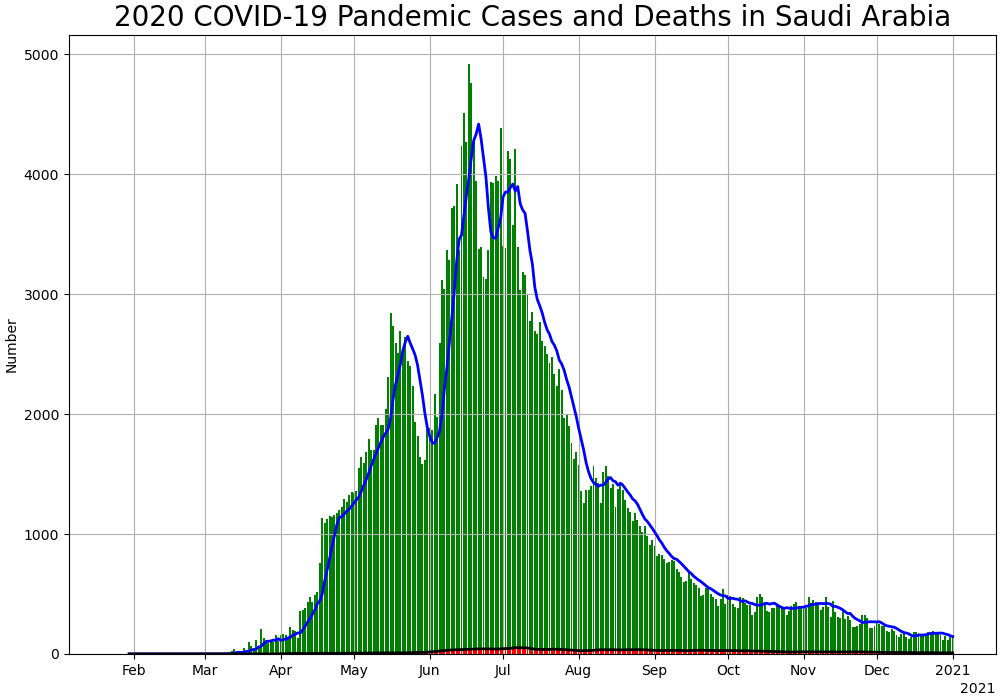 2020 COVID-19 Pandemic Cases and Deaths in Saudi Arabia
Number
5000
4000
3000
2000
1000
0
Feb Mar Apr May Jun Jul Aug Sep Oct Nov Dec 2021
2021